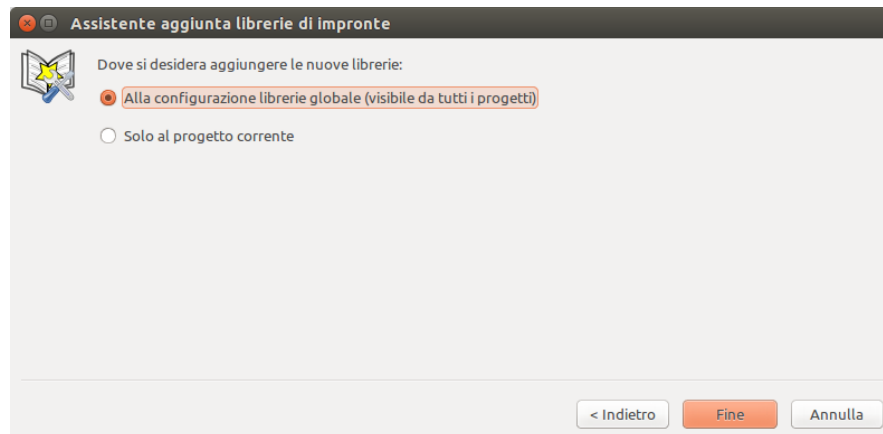 Assistente aggiunta librerie di impronte
Dove si desidera aggiungere le nuove librerie:
Alla configurazione librerie globale (visibile da tutti i progetti)
Solo al progetto corrente
< Indietro Fine Annulla